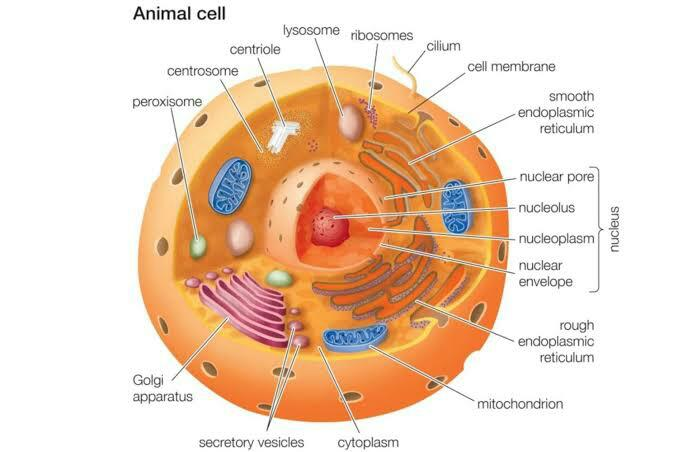 Animal cell
lysosome
ribosomes
cilium
centriole
cell membrane
centrosome
peroxisome
smooth
endoplasmic
reticulum
nuclear pore
nucleolus
nucleoplasm
nuclear
envelope
nucleus
rough
endoplasmic
reticulum
Golgi
apparatus
mitochondrion
secretory vesicles
cytoplasm